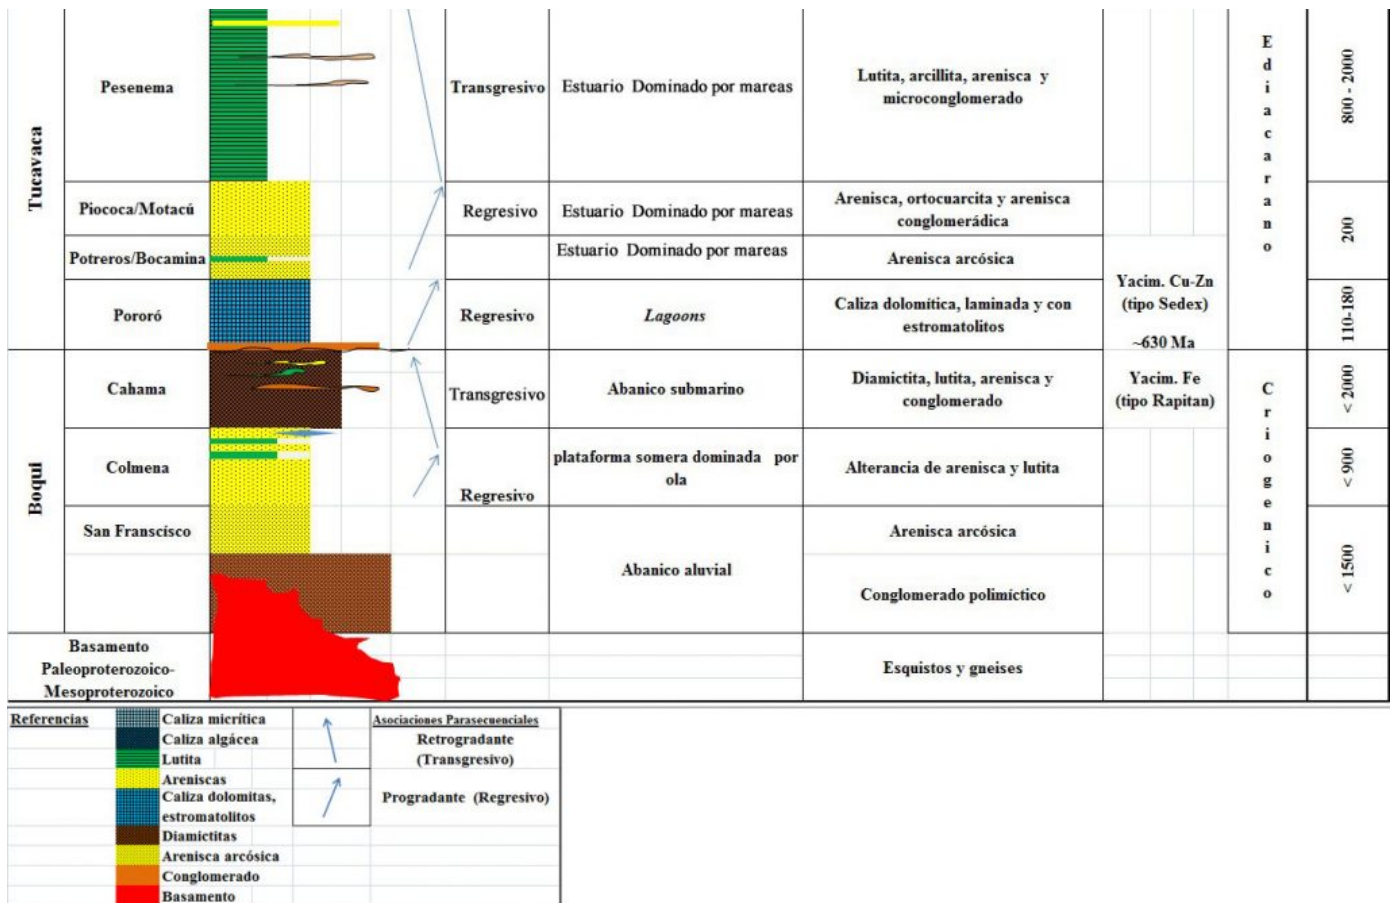 Tucavaca
Pesenema
Transgresivo
Estuario Dominado por mareas
Lutita, arcillita, arenisca y
microconglomerado
Ediacarano
800 - 2000
Piococa/Motacú
Regresivo
Estuario Dominado por mareas
Arenisca, ortocuarcita y arenisca
conglomerádica
200
Potreros/Bocamina
Estuario Dominado por mareas
Arenisca arcósica
Yacim. Cu-Zn
(tipo Sedex)
~630 Ma
Yacim. Fe
(tipo Rapitan)
Pororó
Regresivo
Lagoons
Caliza dolomítica, laminada y con
estromatolitos
110-180
Boqui
Cahama
Transgresivo
Abanico submarino
Diamictita, lutita, arenisca y
conglomerado
Criogenico
< 2000
Colmena
Regresivo
plataforma somera dominada por
ola
Alterancia de arenisca y lutita
< 900
San Franscisco
Abanico aluvial
Arenisca arcósica
Conglomerado polimíctico
< 1500
Basamento
Paleoproterozoico-
Mesoproterozoico
Esquistos y gneises
Referencias
Caliza micrítica
Caliza algácea
Lutita
Areniscas
Caliza dolomitas,
estromatolitos
Diamictitas
Arenisca arcósica
Conglomerado
Basamento
Asociaciones Parasecuenciales
Retrogradante
(Transgresivo)
Progradante (Regresivo)